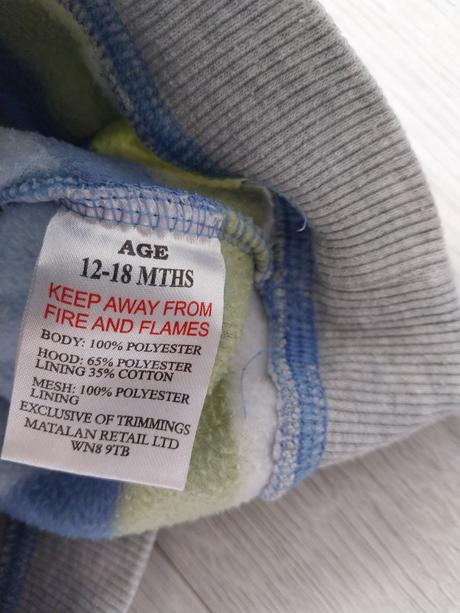 AGE
12-18 MTHS
KEEP AWAY FROM
FIRE AND FLAMES
BODY: 100% POLYESTER
HOOD: 65% POLYESTER
LINING 35% COTTON
MESH: 100% POLYESTER
LINING
EXCLUSIVE OF TRIMMINGS
MATALAN RETAIL LTD
WN8 9TB